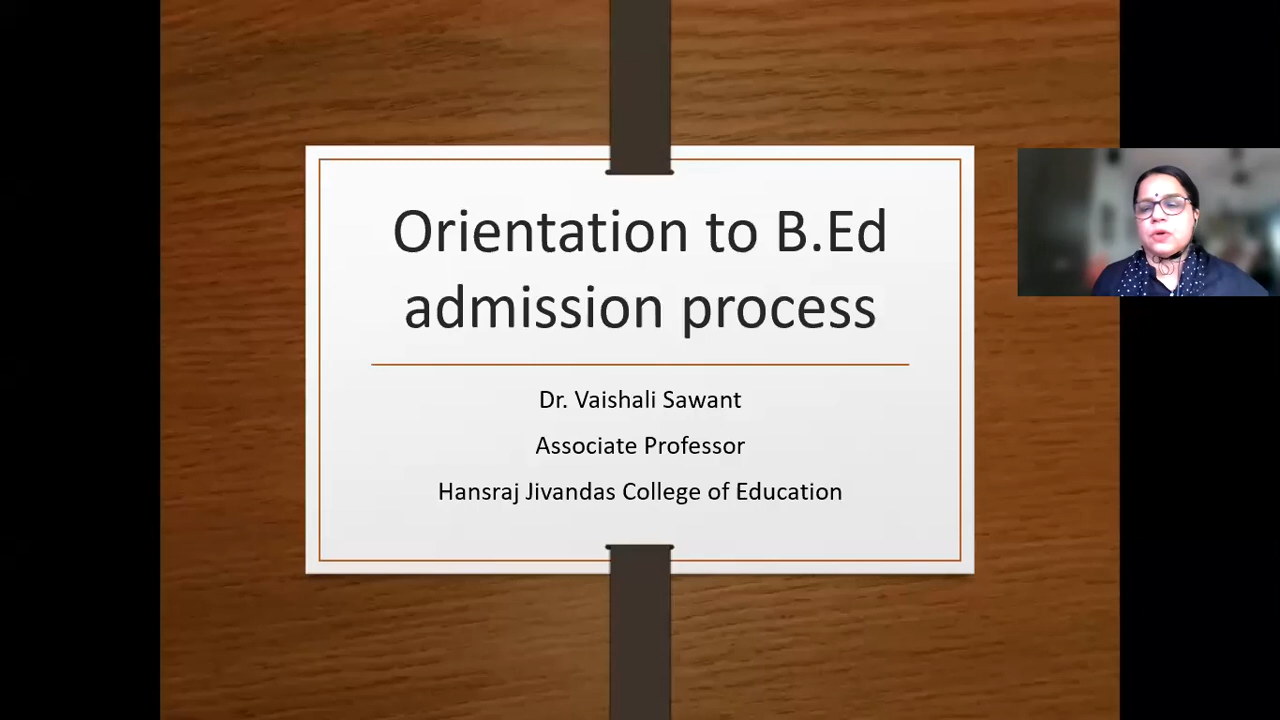 Orientation to B.Ed
admission process
Dr. Vaishali Sawant
Associate Professor
Hansraj Jivandas College of Education